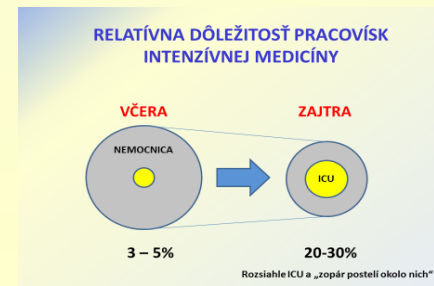 RELATÍVNA DÔLEŽITOSŤ PRACOVÍSK
INTENZÍVNEJ MEDICÍNY
VČERA
ZAJTRA
NEMOCNICA
ICU
3 – 5%
20-30%
Rozsiahle ICU a „zopár postelí okolo nich“